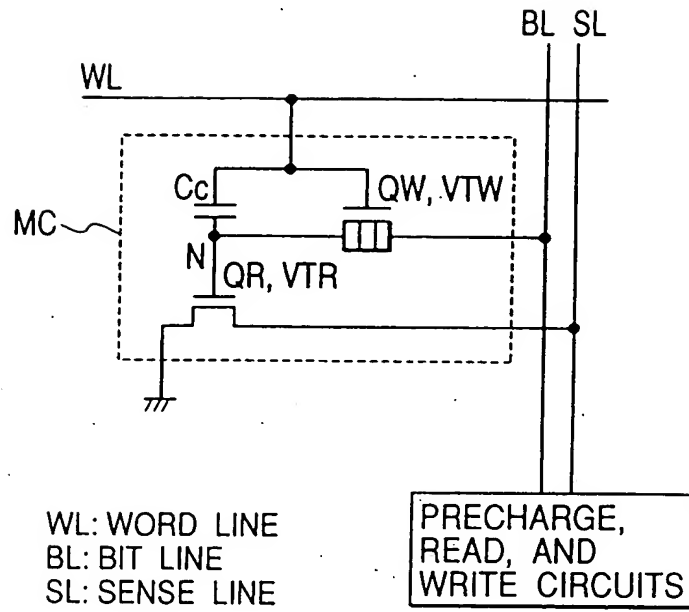 BL SL
WL
Cc
QW, VTW
MC
N
QR, VTR
WL: WORD LINE
BL: BIT LINE
SL: SENSE LINE
PRECHARGE,
READ, AND
WRITE CIRCUITS